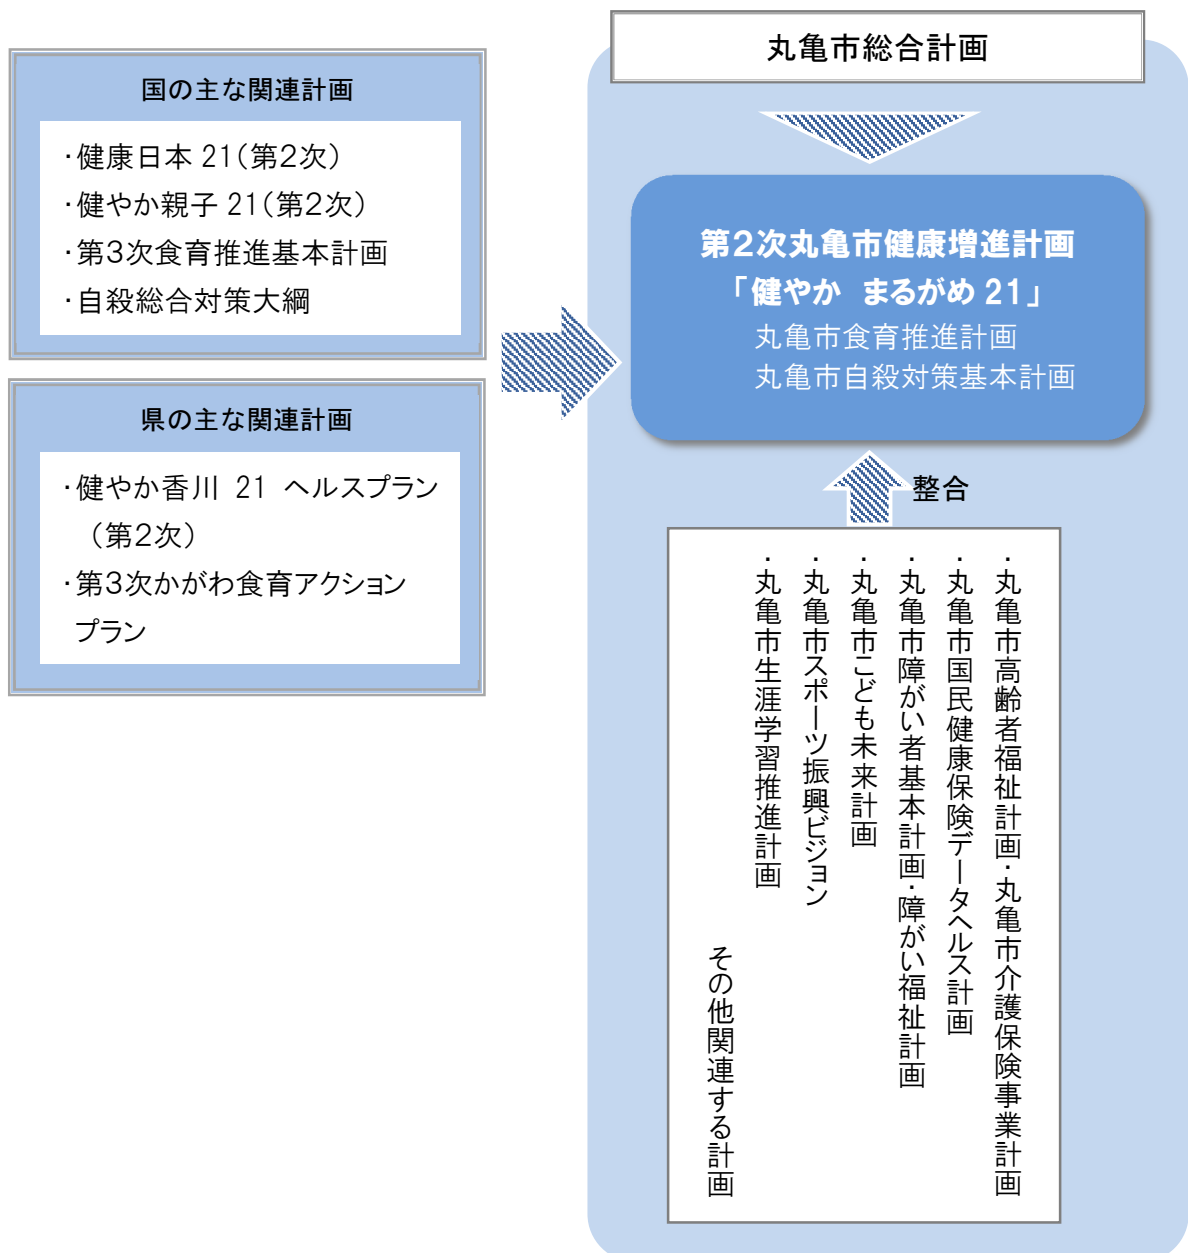 丸亀市総合計画
国の主な関連計画
・健康日本 21(第2次)
・健やか親子 21(第2次)
・第3次食育推進基本計画
・自殺総合対策大綱
県の主な関連計画
・健やか香川 21 ヘルスプラン
(第2次)
・第3次かがわ食育アクション
プラン
第2次丸亀市健康増進計画
「健やか まるがめ 21」
丸亀市食育推進計画
丸亀市自殺対策基本計画
整合
・丸亀市高齢者福祉計画・丸亀市介護保険事業計画
・丸亀市国民健康保険データヘルス計画
・丸亀市障がい者基本計画・障がい福祉計画
・丸亀市こども未来計画
・丸亀市スポーツ振興ビジョン
・丸亀市生涯学習推進計画
その他関連する計画